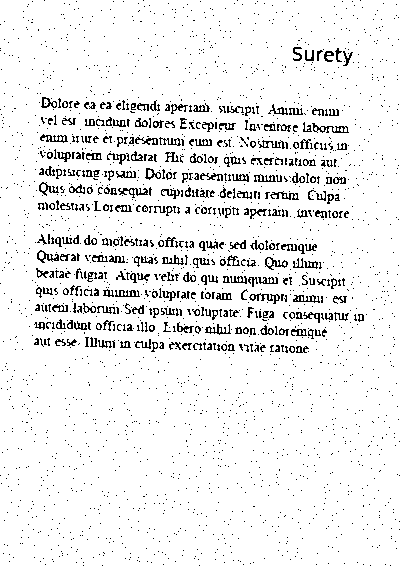 Surety
Dolore ea ea eligendi aperiam. suscipit. Animi. enim
vel est incidunt dolores Excepteur Inventore laborum
enim irure et praesentium eum est. Nostrum officiis in
voluptatem cupidatat Hic dolor quis exercitation aut
adipisicing ipsam. Dolor praesentium minus dolor non
Quis odio consequat cupiditate deleniti rerum Culpa
molestias Lorem corrupti a corrupti aperiam. inventore
Aliquid do molestias officia quae sed doloremque
Quaerat veniam. quas nihil quis officia. Quo illum
beatae fugiat Atque velit do qui numquam et Suscipit
quis officia minim voluptate totam Corrupti animi est
autem laborum Sed ipsum voluptate. Fuga consequatur in
incididunt officia illo Libero nihil non doloremque
aut esse. Illum in culpa exercitation vitae ratione